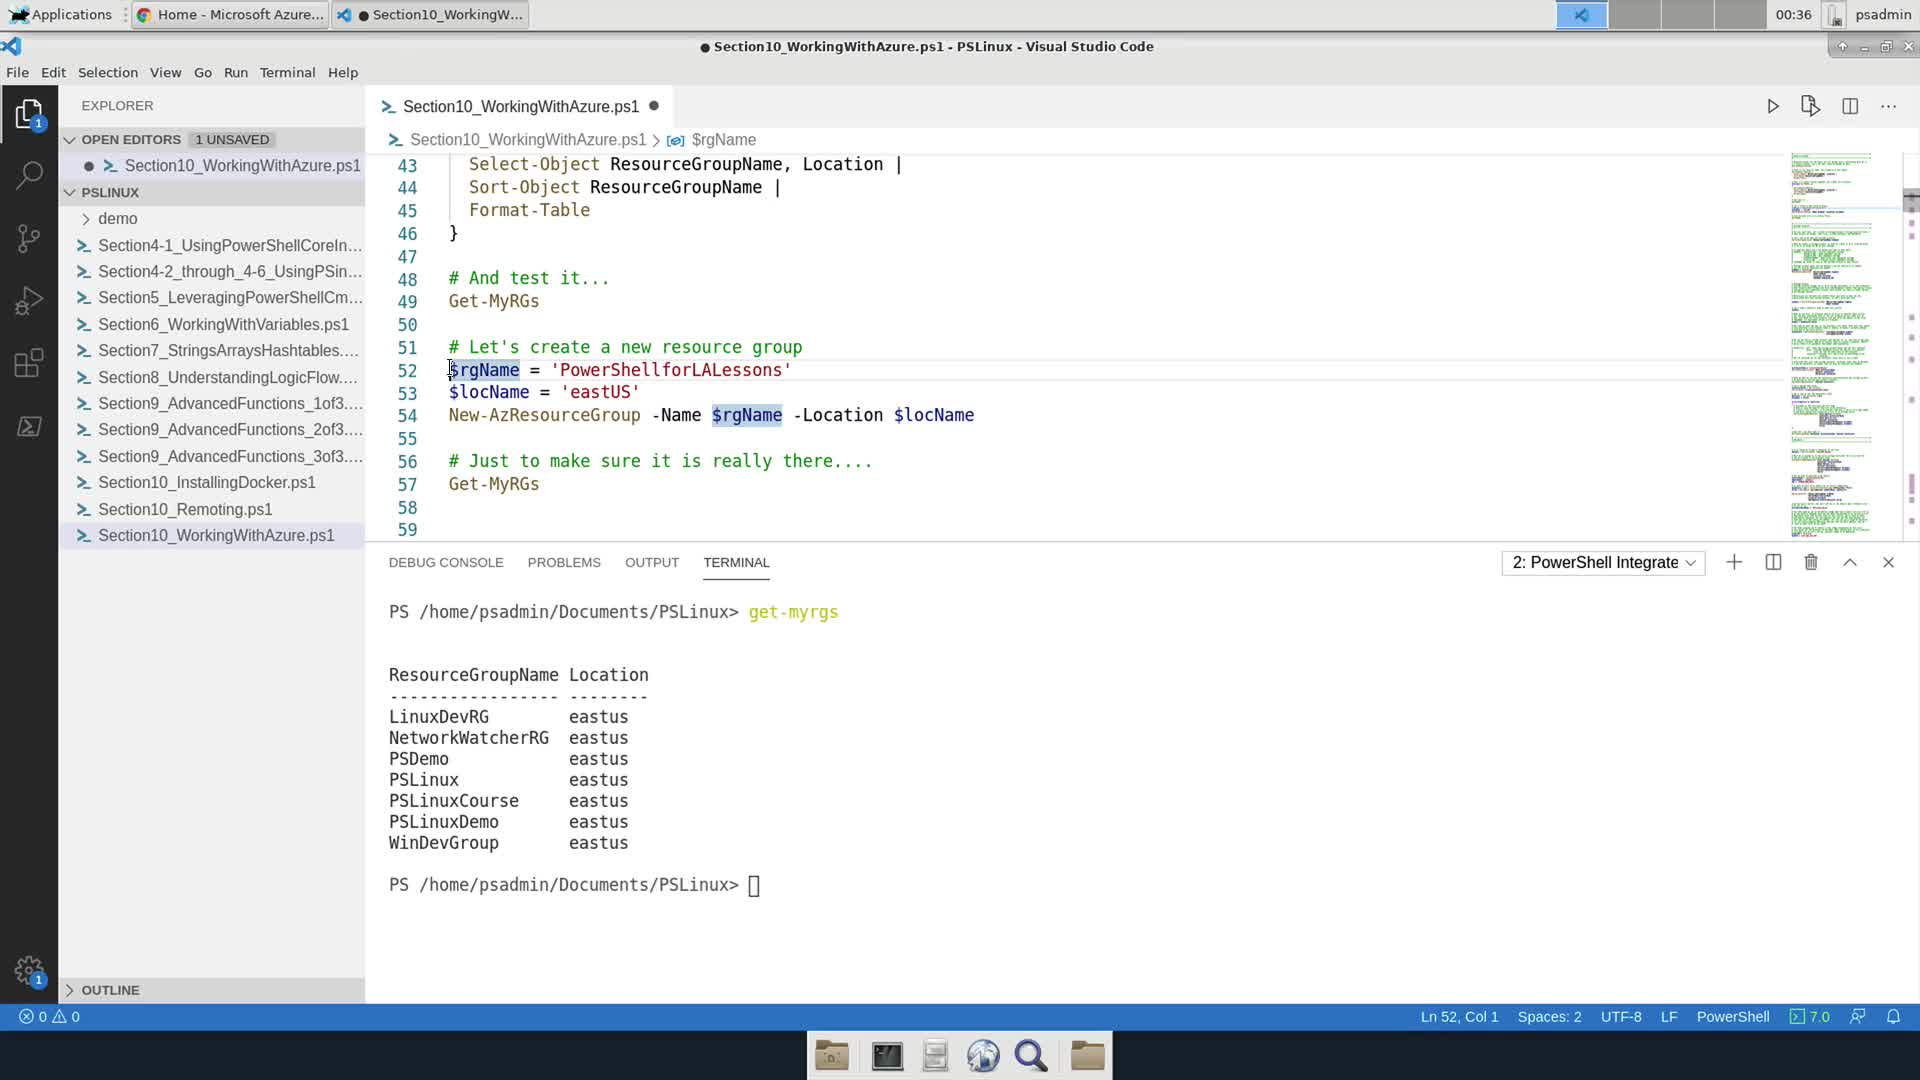 Applications
Home - Microsoft Azure...
● Section10_WorkingW...
00:36
psadmin
● Section10_WorkingWithAzure.ps1 - PSLinux - Visual Studio Code
File Edit Selection View Go Run Terminal Help
EXPLORER
OPEN EDITORS 1 UNSAVED
Section10_WorkingWithAzure.ps1
PSLINUX
demo
Section4-1_UsingPowerShellCoreIn...
Section4-2_through_4-6_UsingPSin...
Section5_LeveragingPowerShellCm...
Section6_WorkingWithVariables.ps1
Section7_StringsArraysHashtables....
Section8_UnderstandingLogicFlow....
Section9_AdvancedFunctions_1of3....
Section9_AdvancedFunctions_2of3....
Section9_AdvancedFunctions_3of3....
Section10_InstallingDocker.ps1
Section10_Remoting.ps1
Section10_WorkingWithAzure.ps1
OUTLINE
1
1
Section10_WorkingWithAzure.ps1 ●
Section10_WorkingWithAzure.ps1 > $rgName
43 Select-Object ResourceGroupName, Location |
44 Sort-Object ResourceGroupName |
45 Format-Table
46 }
47
48 # And test it...
49 Get-MyRGs
50
51 # Let's create a new resource group
52 $rgName = 'PowerShellforLALessons'
53 $locName = 'eastUS'
54 New-AzResourceGroup -Name $rgName -Location $locName
55
56 # Just to make sure it is really there....
57 Get-MyRGs
58
59
DEBUG CONSOLE PROBLEMS OUTPUT TERMINAL
2: PowerShell Integrate
PS /home/psadmin/Documents/PSLinux> get-myrgs
ResourceGroupName Location
----------------- --------
LinuxDevRG eastus
NetworkWatcherRG eastus
PSDemo eastus
PSLinux eastus
PSLinuxCourse eastus
PSLinuxDemo eastus
WinDevGroup eastus
PS /home/psadmin/Documents/PSLinux>
0 0
Ln 52, Col 1 Spaces: 2 UTF-8 LF PowerShell 7.0